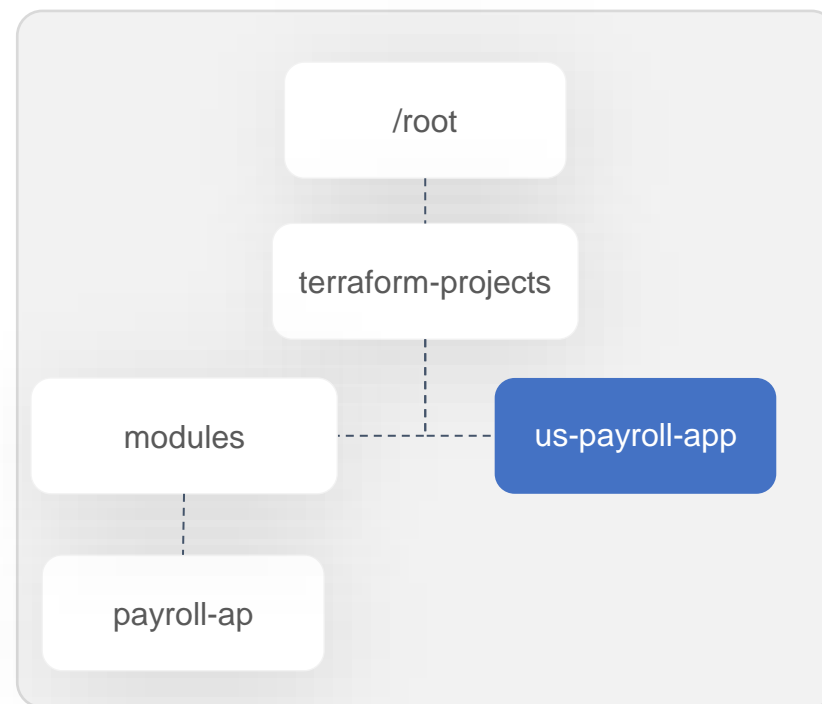 /root
terraform-projects
modules
us-payroll-app
payroll-ap